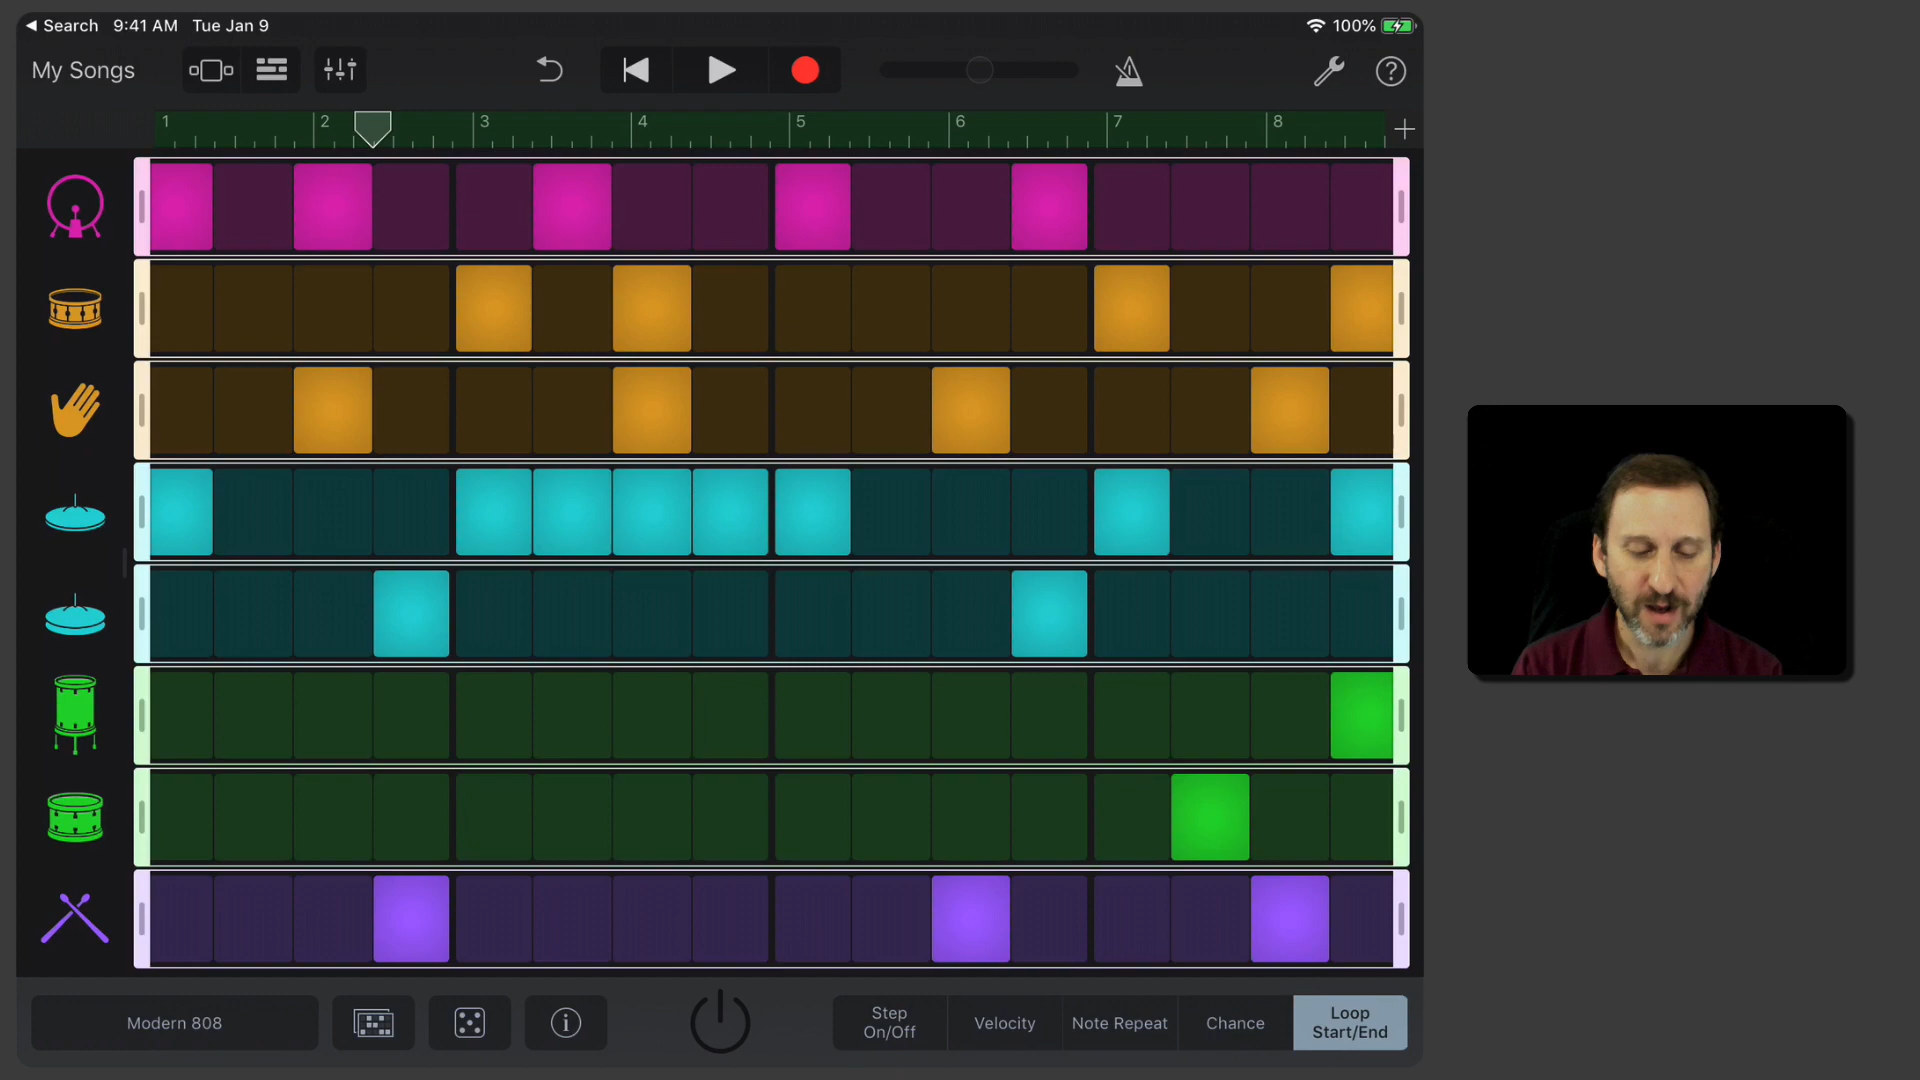 Search 9:41 AM Tue Jan 9 100%
My Songs
1 2 3 4 5 6 7 8
Modern 808
Step
On/Off
Velocity
Note Repeat
Chance
Loop
Start/End